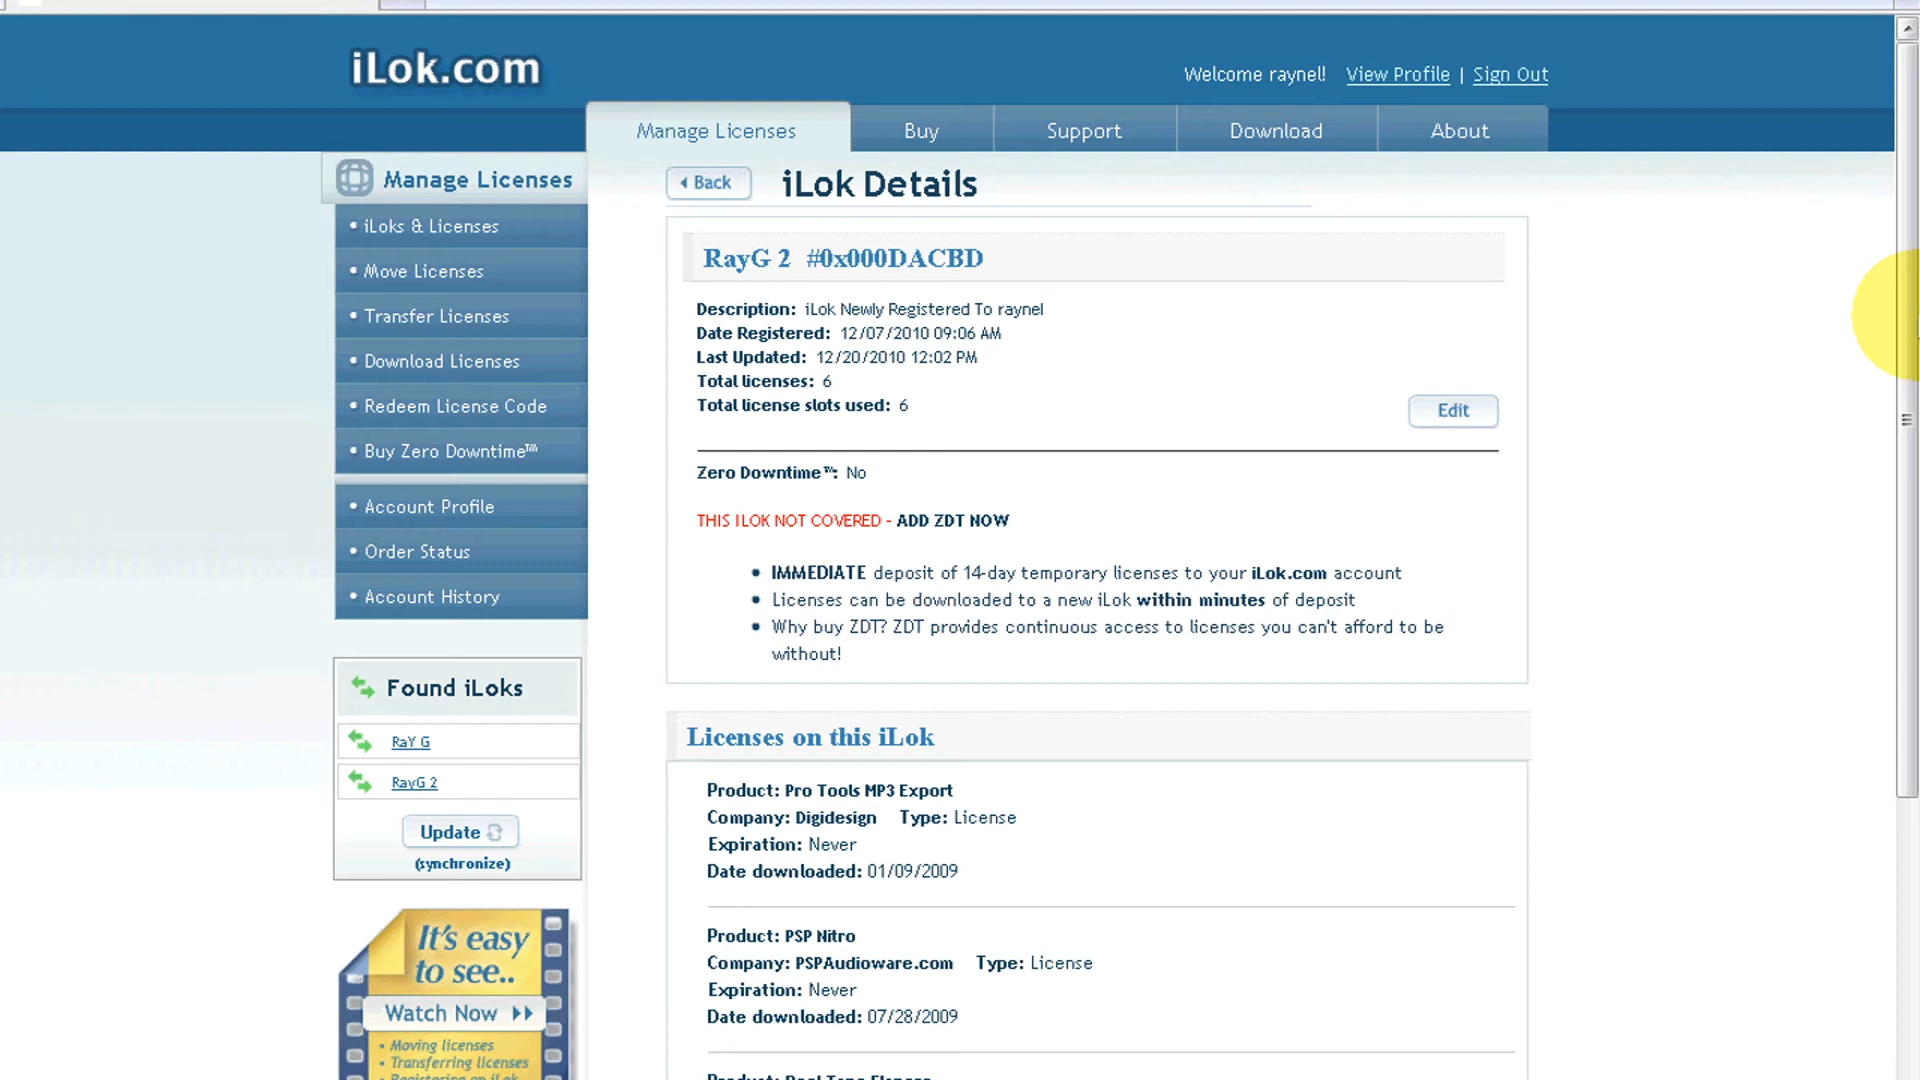 iLok.com
Welcome raynel! View Profile | Sign Out
Manage Licenses
Buy
Support
Download
About
Manage Licenses
• iLoks & Licenses
• Move Licenses
• Transfer Licenses
• Download Licenses
• Redeem License Code
• Buy Zero Downtime™
• Account Profile
• Order Status
• Account History
Found iLoks
RaY G
RayG 2
Update
(synchronize)
It's easy
to see..
Watch Now
• Moving licenses
• Transferring licenses
• Registering an iLok
Back
iLok Details
RayG 2 #0x000DACBD
Description: iLok Newly Registered To raynel
Date Registered: 12/07/2010 09:06 AM
Last Updated: 12/20/2010 12:02 PM
Total licenses: 6
Total license slots used: 6
Edit
Zero Downtime™: No
THIS ILOK NOT COVERED - ADD ZDT NOW
• IMMEDIATE deposit of 14-day temporary licenses to your iLok.com account
• Licenses can be downloaded to a new iLok within minutes of deposit
• Why buy ZDT? ZDT provides continuous access to licenses you can't afford to be
without!
Licenses on this iLok
Product: Pro Tools MP3 Export
Company: Digidesign Type: License
Expiration: Never
Date downloaded: 01/09/2009
Product: PSP Nitro
Company: PSPAudioware.com Type: License
Expiration: Never
Date downloaded: 07/28/2009